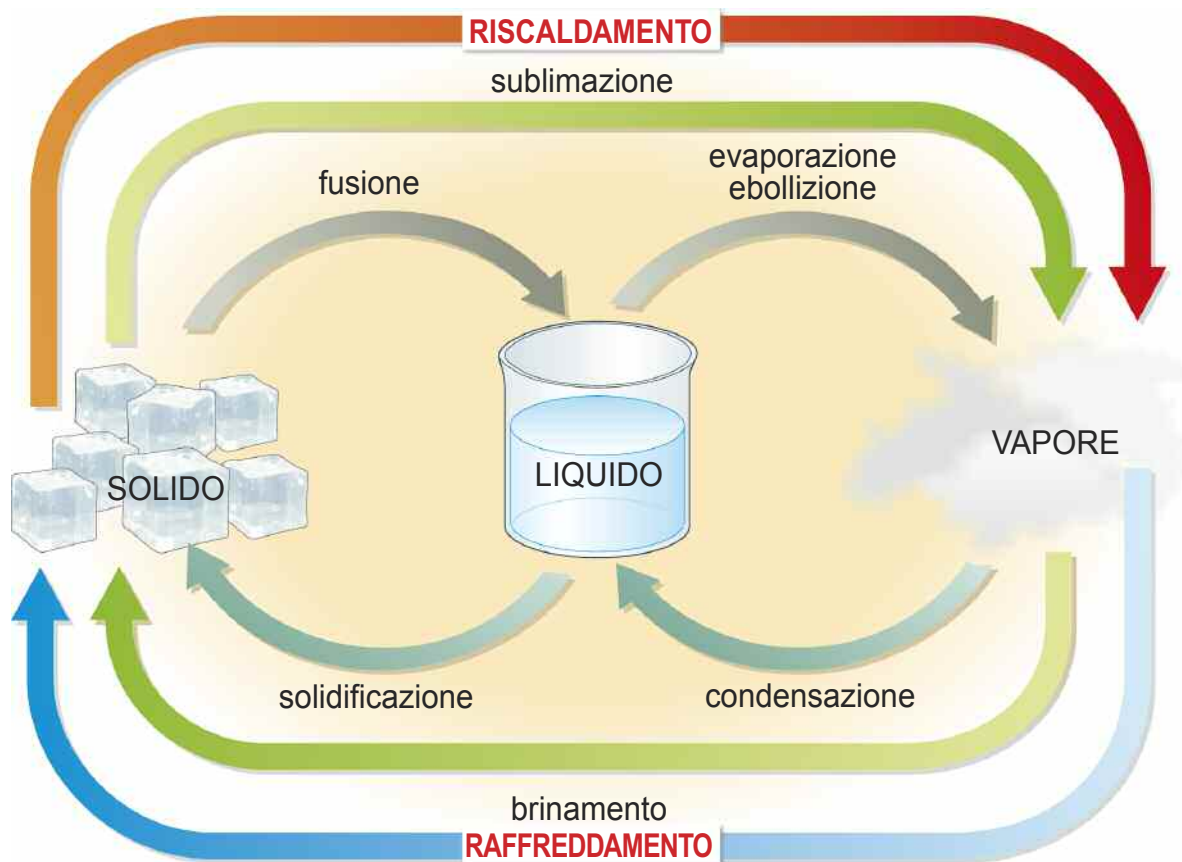 RISCALDAMENTO
sublimazione
fusione
evaporazione
ebollizione
SOLIDO
LIQUIDO
VAPORE
solidificazione
condensazione
brinamento
RAFFREDDAMENTO